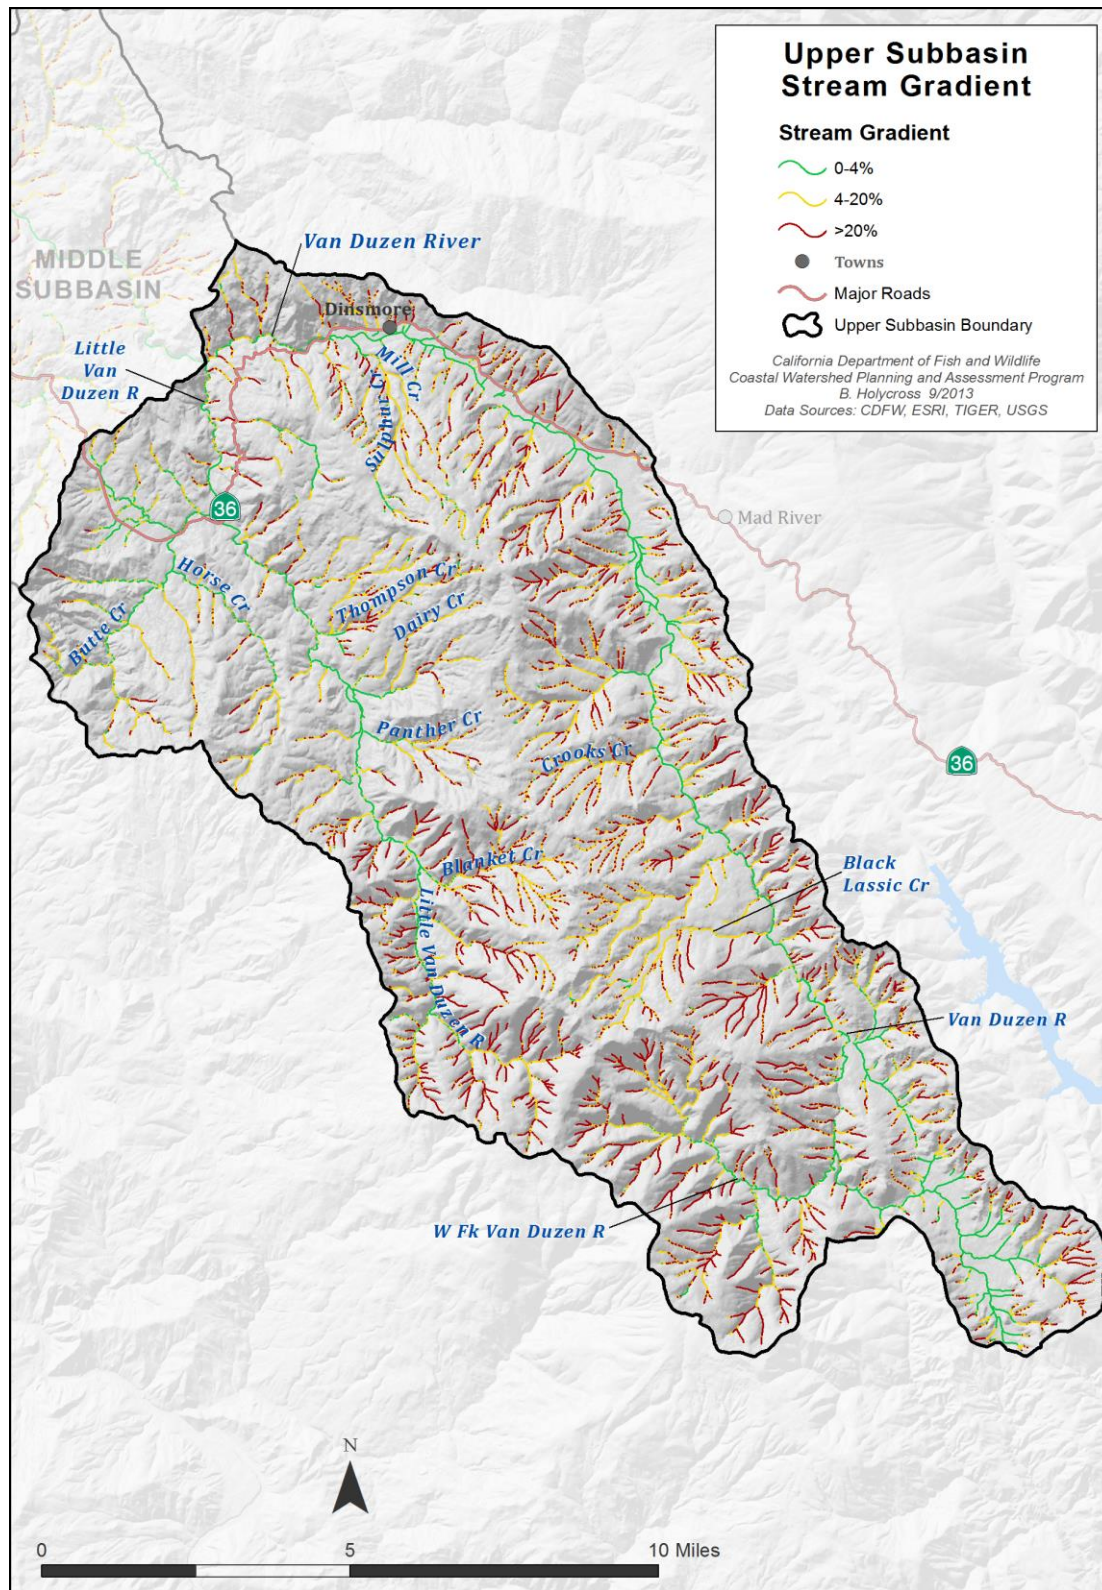 Upper Subbasin
Stream Gradient
Stream Gradient
0-4%
4-20%
>20%
Towns
Major Roads
Upper Subbasin Boundary
California Department of Fish and Wildlife
Coastal Watershed Planning and Assessment Program
B. Holycross 9/2013
Data Sources: CDFW, ESRI, TIGER, USGS
MIDDLE
SUBBASIN
Van Duzen River
Dinsmore
Little
Van
Duzen R
Mill Cr
Sulphur Cr
36
Mad River
Horse Cr
Thompson Cr
Dairy Cr
Butte Cr
Panther Cr
Crooks Cr
36
Blanket Cr
Black
Lassic Cr
Little Van Duzen R
Van Duzen R
W Fk Van Duzen R
N
0
5
10 Miles